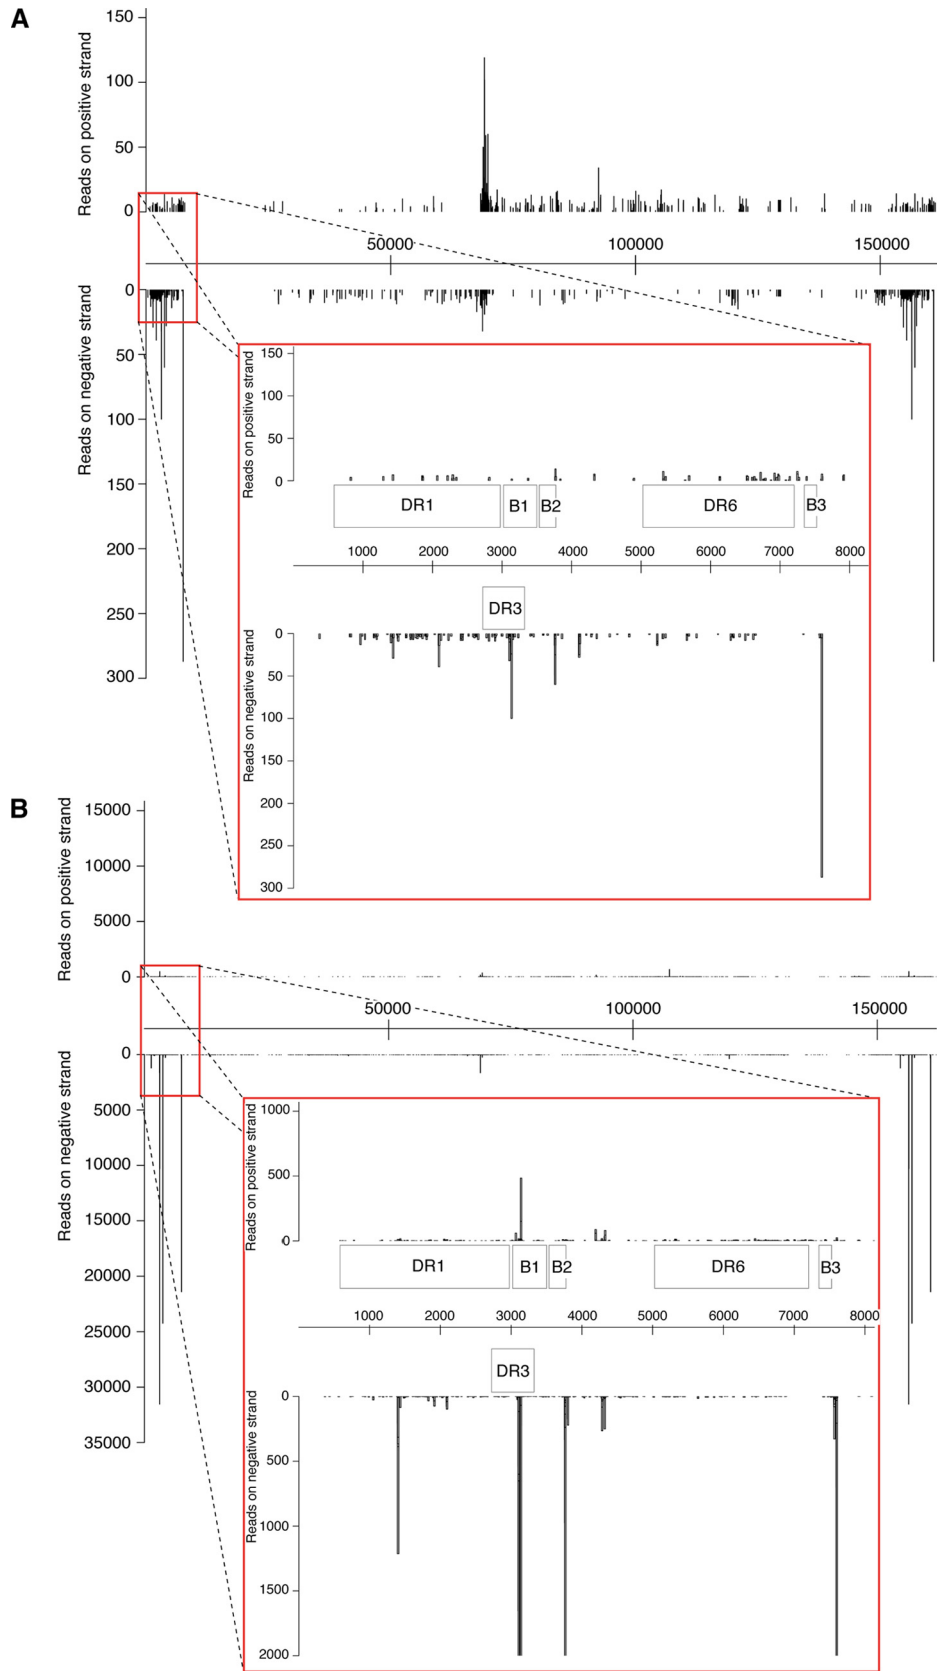 A
Reads on positive strand
150
100
50
0
50000
100000
150000
Reads on negative strand
0
50
100
150
200
250
300
Reads on positive strand
150
100
50
0
DR1
B1
B2
DR6
B3
1000
2000
3000
4000
5000
6000
7000
8000
DR3
Reads on negative strand
0
50
100
150
200
250
300
B
Reads on positive strand
15000
10000
5000
0
50000
100000
150000
Reads on negative strand
0
5000
10000
15000
20000
25000
30000
35000
Reads on positive strand
1000
500
0
DR1
B1
B2
DR6
B3
1000
2000
3000
4000
5000
6000
7000
8000
DR3
Reads on negative strand
0
500
1000
1500
2000